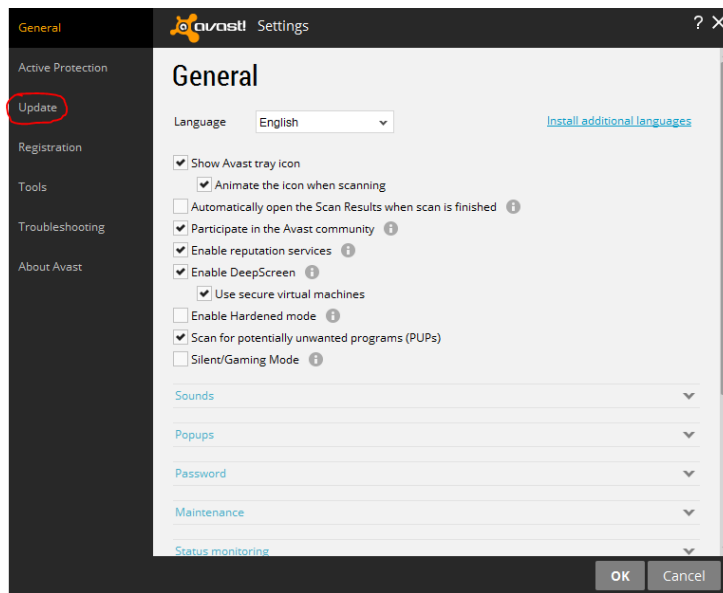 General
Active Protection
Update
Registration
Tools
Troubleshooting
About Avast
avast! Settings
?
General
Language English Install additional languages
Show Avast tray icon
Animate the icon when scanning
Automatically open the Scan Results when scan is finished
Participate in the Avast community
Enable reputation services
Enable DeepScreen
Use secure virtual machines
Enable Hardened mode
Scan for potentially unwanted programs (PUPs)
Silent/Gaming Mode
Sounds
Popups
Password
Maintenance
Status monitoring
OK Cancel